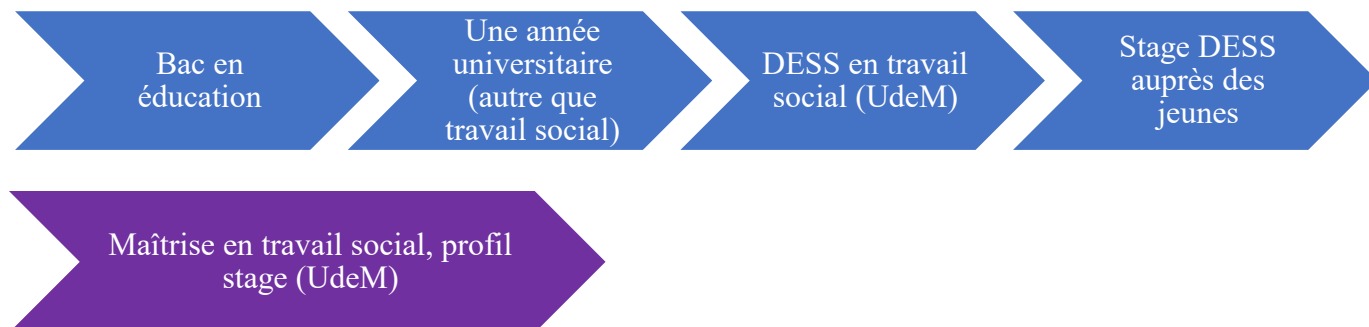 Bac en
éducation
Une année
universitaire
(autre que
travail social)
DESS en travail
social (UdeM)
Stage DESS
auprès des
jeunes
Maîtrise en travail social, profil
stage (UdeM)